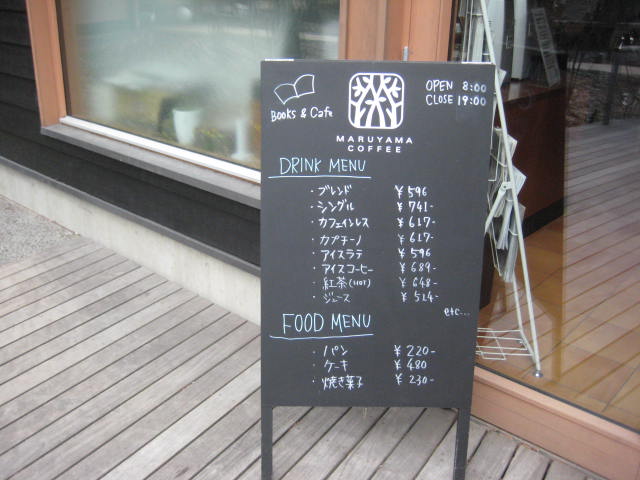 OPEN 8:00
CLOSE 19:00
Books & Cafe
MARUYAMA
COFFEE
DRINK MENU
・ブレンド ¥596
・シングル ¥741-
・カフェインレス ¥617-
・カプチーノ ¥617-
・アイスラテ ¥596
・アイスコーヒー ¥689-
・紅茶(HOT) ¥648-
・ジュース ¥524-
etc...
FOOD MENU
・パン ¥220-
・ケーキ ¥480
・焼き菓子 ¥230-